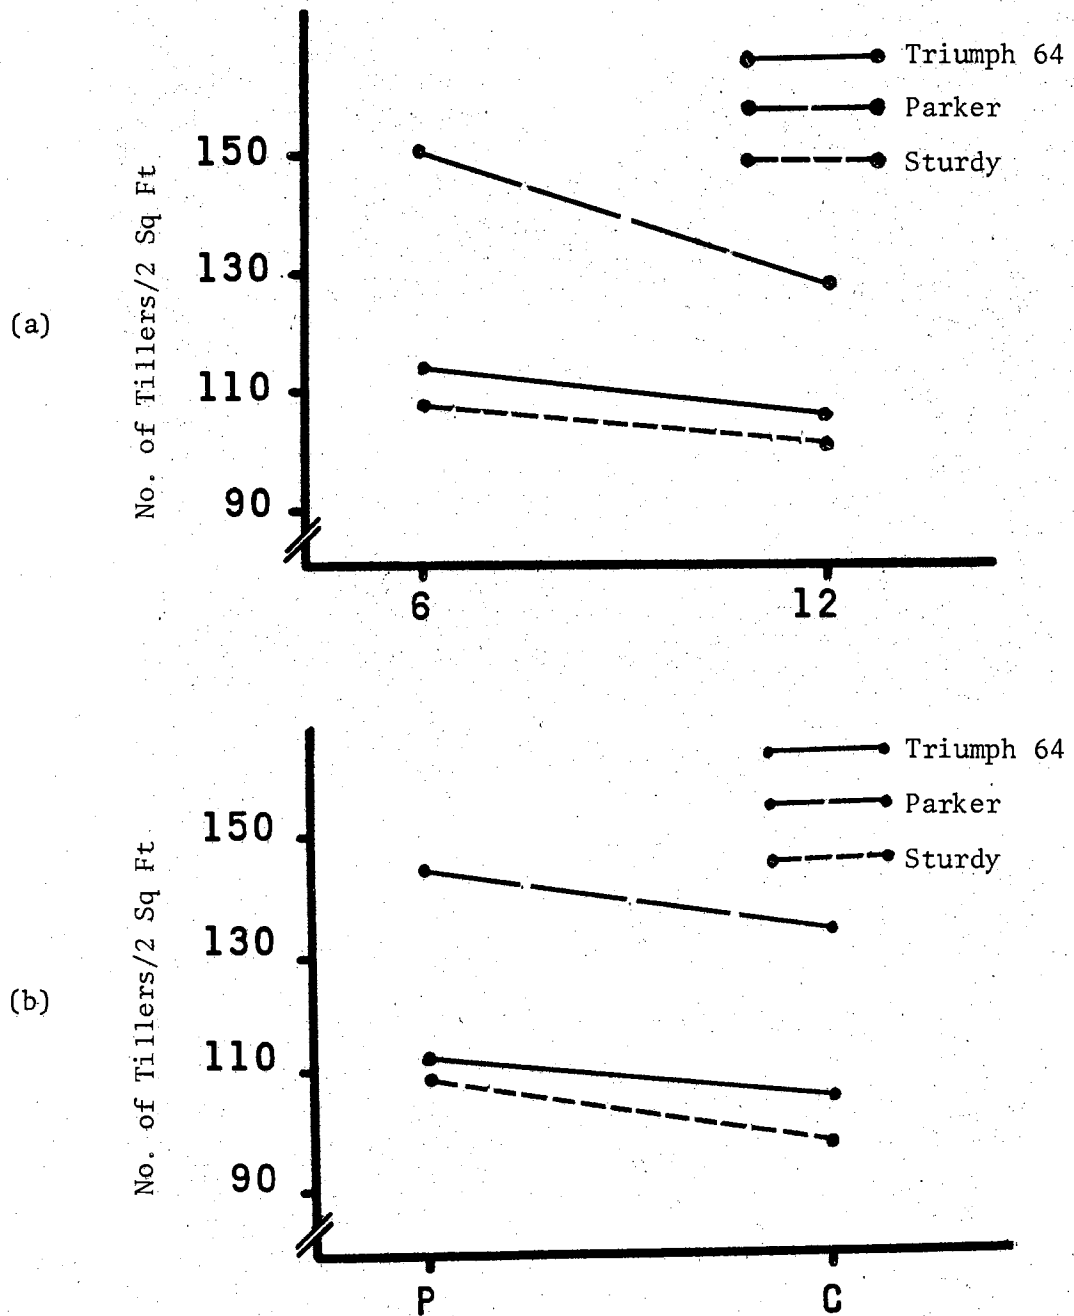 Triumph 64
Parker
Sturdy
150
130
110
90
No. of Tillers/2 Sq Ft
(a)
6
12
Triumph 64
Parker
Sturdy
150
130
110
90
No. of Tillers/2 Sq Ft
(b)
P
C